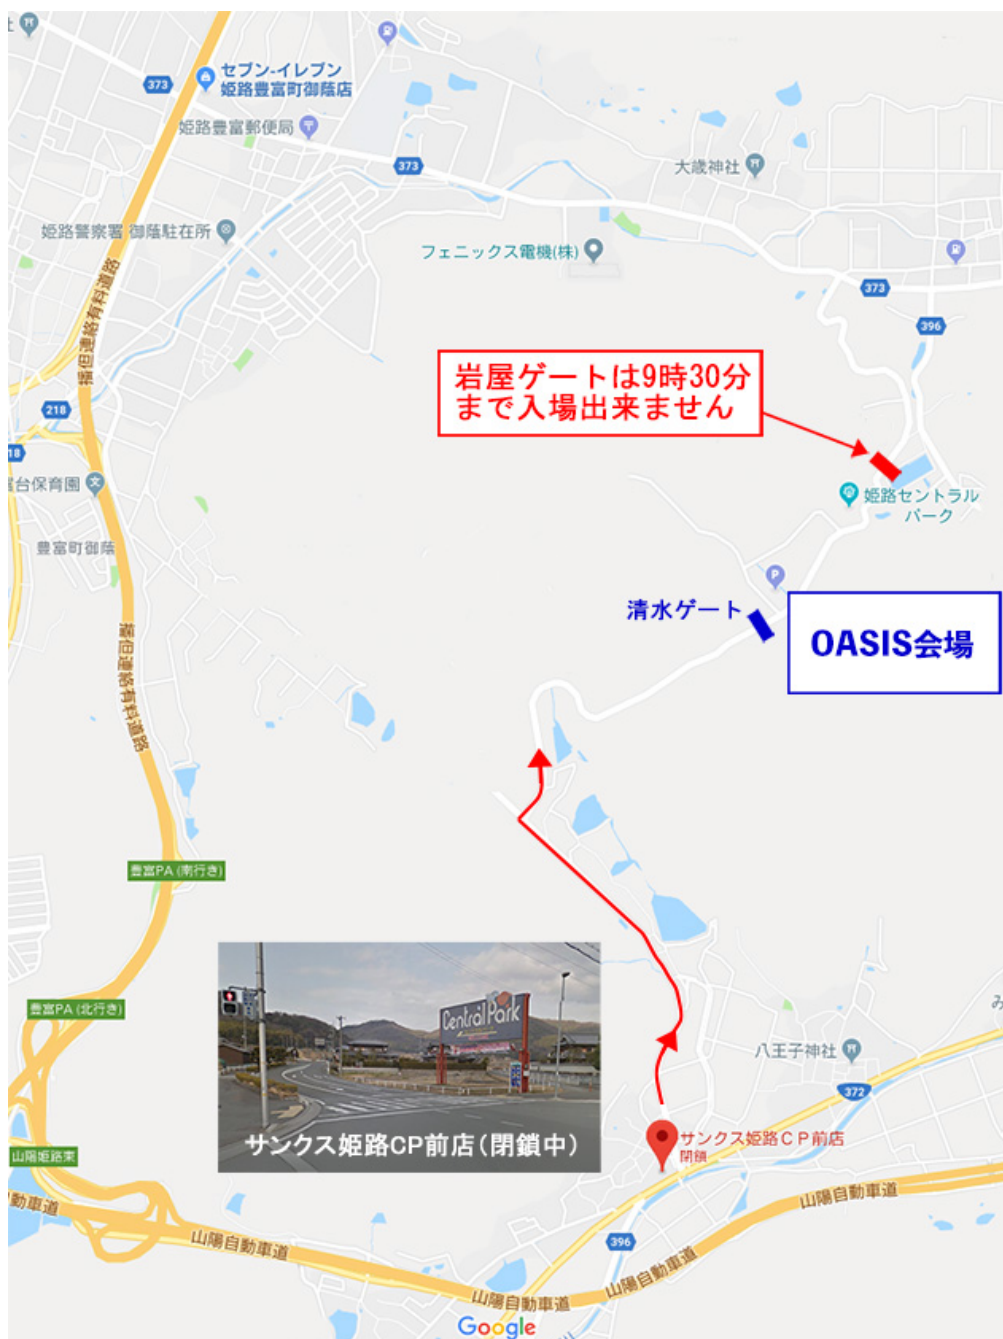 社
373
セブン-イレブン
姫路豊富町御蔭店
姫路豊富郵便局
373
大歳神社
姫路警察署 御蔭駐在所
フェニックス電機(株)
播但連絡有料道路
373
396
岩屋ゲートは9時30分
まで入場出来ません
218
18
富台保育園
姫路セントラル
パーク
豊富町御蔭
P
清水ゲート
OASIS会場
播但連絡有料道路
豊富PA (南行き)
Central Park
豊富PA (北行き)
み
八王子神社
372
サンクス姫路CP前店(閉鎖中)
サンクス姫路CP前店
閉鎖
山陽姫路東
動車道
山陽自動車道
山陽自動車道
396
山陽自動車道
山陽自動車道
Google